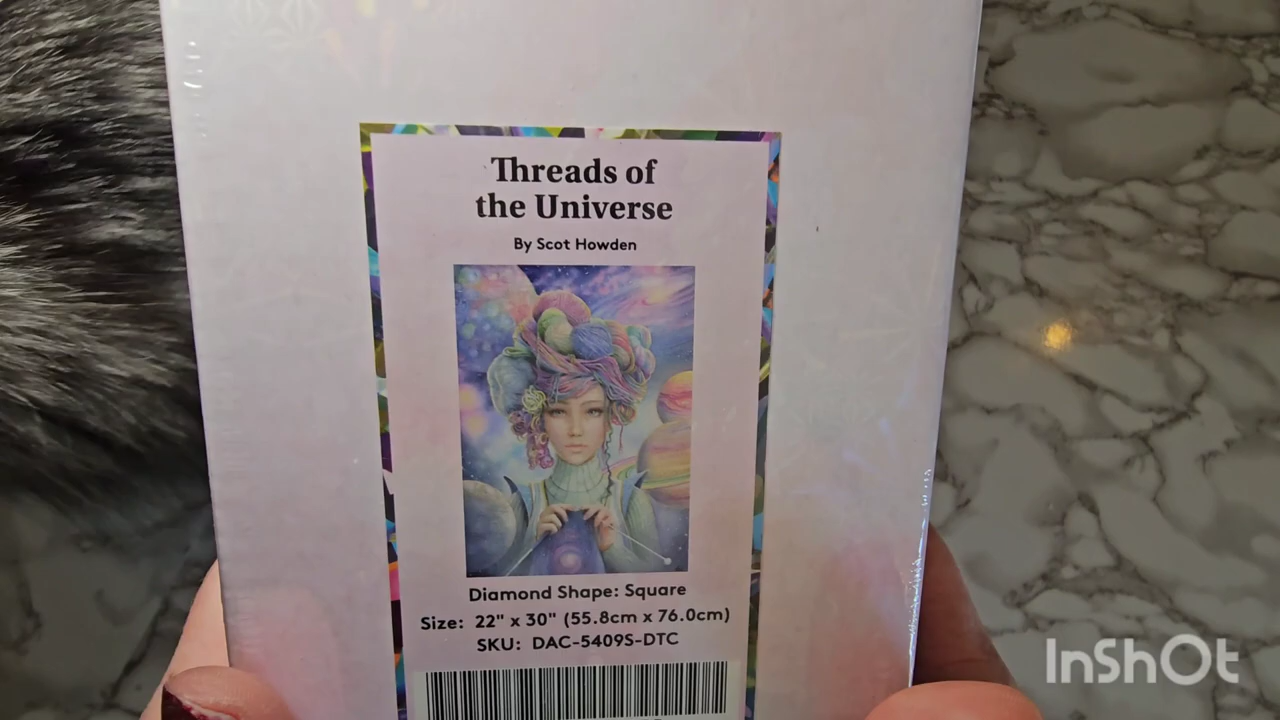 Threads of
the Universe
By Scot Howden
Diamond Shape: Square
Size: 22" x 30" (55.8cm x 76.0cm)
SKU: DAC-5409S-DTC
InShOt